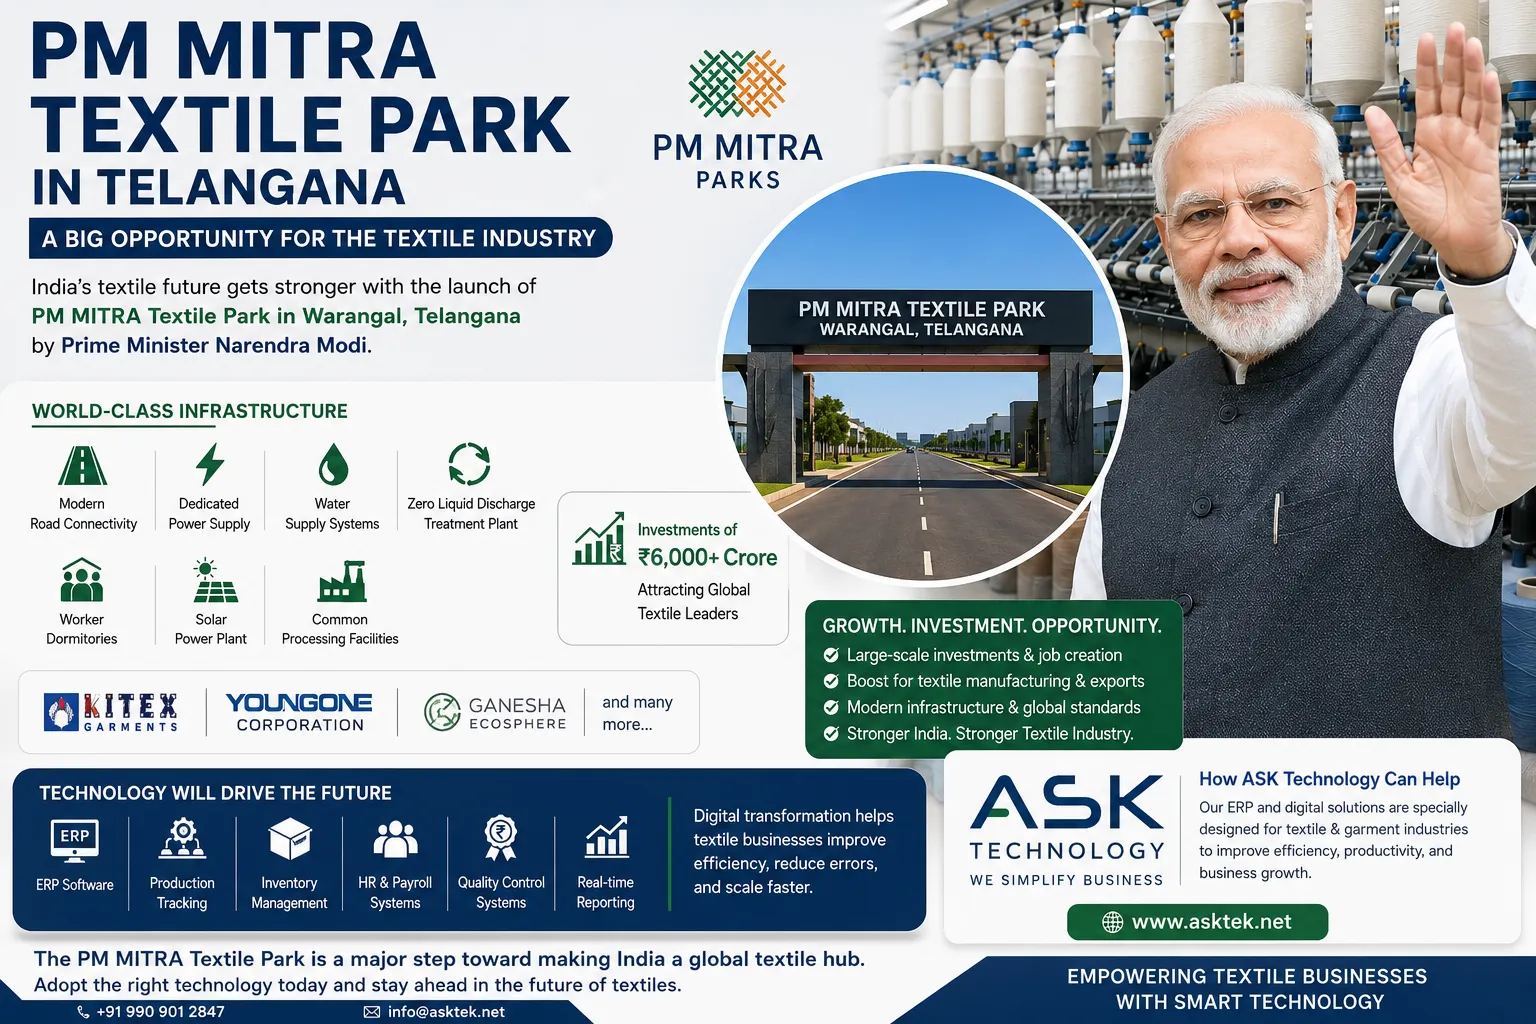 PM MITRA
TEXTILE PARK
IN TELANGANA
A BIG OPPORTUNITY FOR THE TEXTILE INDUSTRY
India's textile future gets stronger with the launch of
PM MITRA Textile Park in Warangal, Telangana
by Prime Minister Narendra Modi.
PM MITRA
PARKS
PM MITRA TEXTILE PARK
WARANGAL, TELANGANA
WORLD-CLASS INFRASTRUCTURE
Modern
Road Connectivity
Dedicated
Power Supply
Water
Supply Systems
Zero Liquid Discharge
Treatment Plant
Worker
Dormitories
Solar
Power Plant
Common
Processing Facilities
Investments of
₹6,000+ Crore
Attracting Global
Textile Leaders
KITEX
GARMENTS
YOUNGONE
CORPORATION
GANESHA
ECOSPHERE
and many
more...
GROWTH. INVESTMENT. OPPORTUNITY.
Large-scale investments & job creation
Boost for textile manufacturing & exports
Modern infrastructure & global standards
Stronger India. Stronger Textile Industry.
TECHNOLOGY WILL DRIVE THE FUTURE
ERP
ERP Software
Production
Tracking
Inventory
Management
HR & Payroll
Systems
₹
Quality Control
Systems
Real-time
Reporting
Digital transformation helps
textile businesses improve
efficiency, reduce errors,
and scale faster.
ASK
TECHNOLOGY
WE SIMPLIFY BUSINESS
How ASK Technology Can Help
Our ERP and digital solutions are specially
designed for textile & garment industries
to improve efficiency, productivity, and
business growth.
www.asktek.net
The PM MITRA Textile Park is a major step toward making India a global textile hub.
Adopt the right technology today and stay ahead in the future of textiles.
+91 990 901 2847
info@asktek.net
EMPOWERING TEXTILE BUSINESSES
WITH SMART TECHNOLOGY